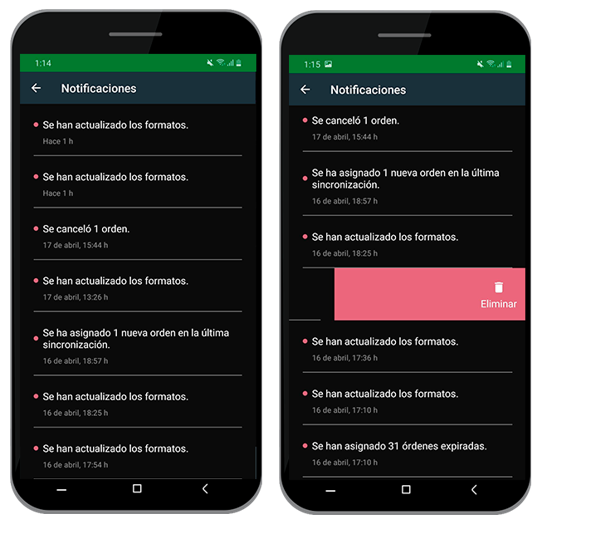 1:14
Notificaciones
Se han actualizado los formatos.
Hace 1 h
Se han actualizado los formatos.
Hace 1 h
Se canceló 1 orden.
17 de abril, 15:44 h
Se han actualizado los formatos.
17 de abril, 13:26 h
Se ha asignado 1 nueva orden en la última
sincronización.
16 de abril, 18:57 h
Se han actualizado los formatos.
16 de abril, 18:25 h
Se han actualizado los formatos.
16 de abril, 17:54 h
1:15
Notificaciones
Se canceló 1 orden.
17 de abril, 15:44 h
Se ha asignado 1 nueva orden en la última
sincronización.
16 de abril, 18:57 h
Se han actualizado los formatos.
16 de abril, 18:25 h
Eliminar
Se han actualizado los formatos.
16 de abril, 17:36 h
Se han actualizado los formatos.
16 de abril, 17:10 h
Se han asignado 31 órdenes expiradas.
16 de abril, 17:10 h